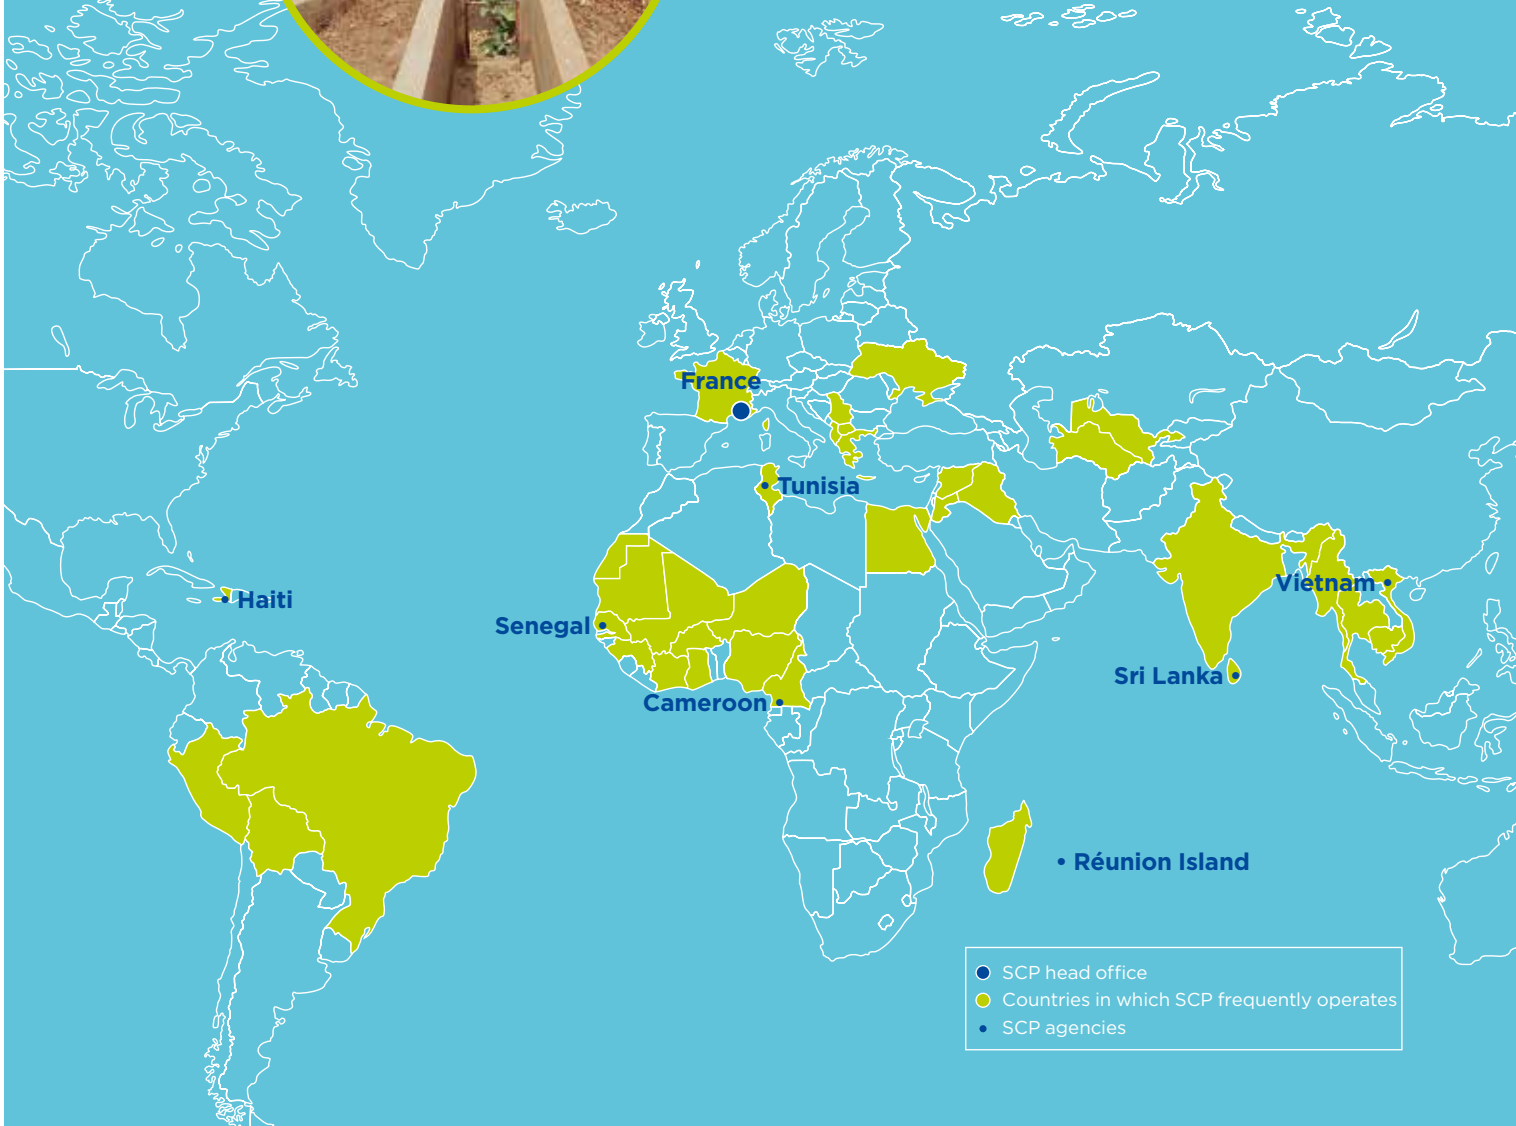 France
Tunisia
Haiti
Vietnam
Senegal
Sri Lanka
Cameroon
Réunion Island
SCP head office
Countries in which SCP frequently operates
SCP agencies